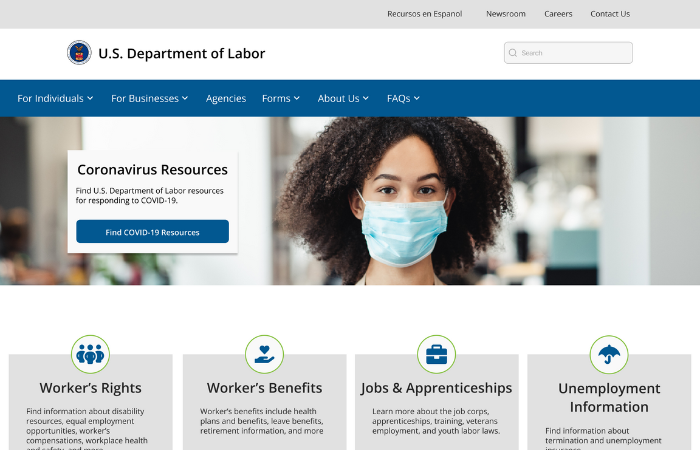 Recursos en Espanol Newsroom Careers Contact Us
U.S. Department of Labor
Search
For Individuals For Businesses Agencies Forms About Us FAQs
Coronavirus Resources
Find U.S. Department of Labor resources
for responding to COVID-19.
Find COVID-19 Resources
Worker's Rights
Find information about disability
resources, equal employment
opportunities, worker's
compensations, workplace health
and safety, and more
Worker's Benefits
Worker's benefits include health
plans and benefits, leave benefits,
retirement information, and more
Jobs & Apprenticeships
Learn more about the job corps,
apprenticeships, training, veterans
employment, and youth labor laws.
Unemployment
Information
Find information about
termination and unemployment
insurance